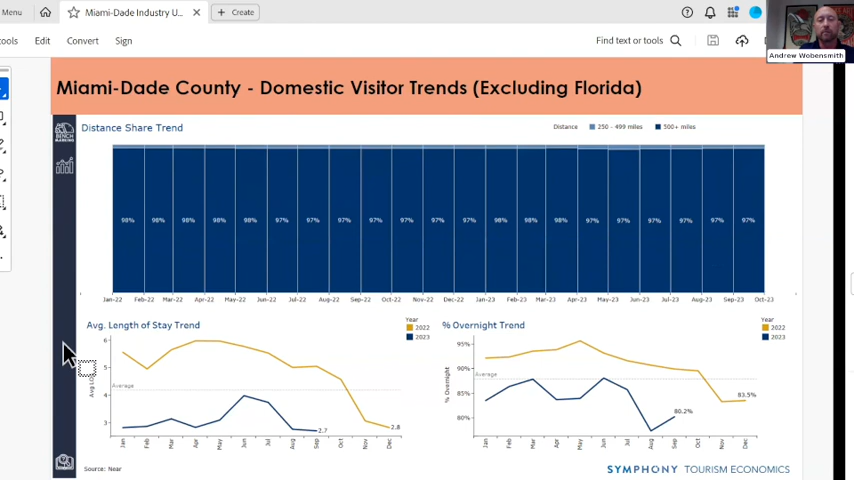 Menu
Miami-Dade Industry U...
Create
ools
Edit
Convert
Sign
Find text or tools
Andrew Wobensmith
Miami-Dade County - Domestic Visitor Trends (Excluding Florida)
BENCH MARKING
Distance Share Trend
Distance 250 - 499 miles 500+ miles
98% 98% 98% 98% 98% 97% 97% 97% 97% 97% 97% 97% 98% 98% 98% 97% 97% 97% 97% 97% 97%
Jan-22 Feb-22 Mar-22 Apr-22 May-22 Jun-22 Jul-22 Aug-22 Sep-22 Oct-22 Nov-22 Dec-22 Jan-23 Feb-23 Mar-23 Apr-23 May-23 Jun-23 Jul-23 Aug-23 Sep-23 Oct-23
Avg. Length of Stay Trend
Year
2022
2023
6
5
4
3
Avg LO
Average
2.7
2.8
Jan Feb Mar Apr May Jun Jul Aug Sep Oct Nov Dec
% Overnight Trend
Year
2022
2023
95%
90%
85%
80%
% Overnight
Average
83.5%
80.2%
Jan Feb Mar Apr May Jun Jul Aug Sep Oct Nov Dec
Source: Near
SYMPHONY TOURISM ECONOMICS